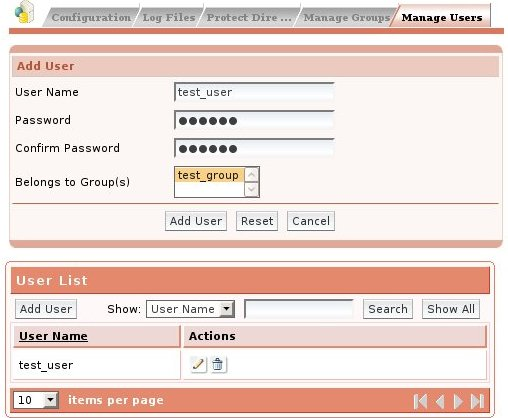 Configuration Log Files Protect Dire ... Manage Groups Manage Users
Add User
User Name test_user
Password ●●●●●●
Confirm Password ●●●●●●
Belongs to Group(s) test_group
Add User Reset Cancel
User List
Add User Show: User Name Search Show All
User Name Actions
test_user
10 items per page